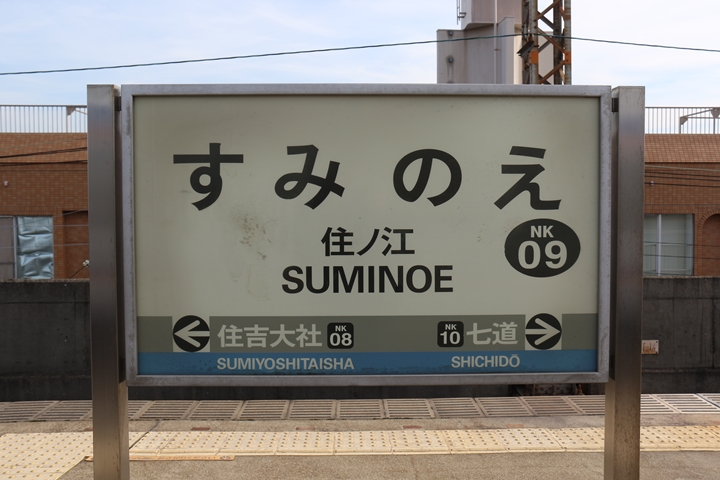 すみのえ
住ノ江
SUMINOE
NK
09
住吉大社 NK 08
SUMIYOSHITAISHA
NK 10 七道
SHICHIDŌ